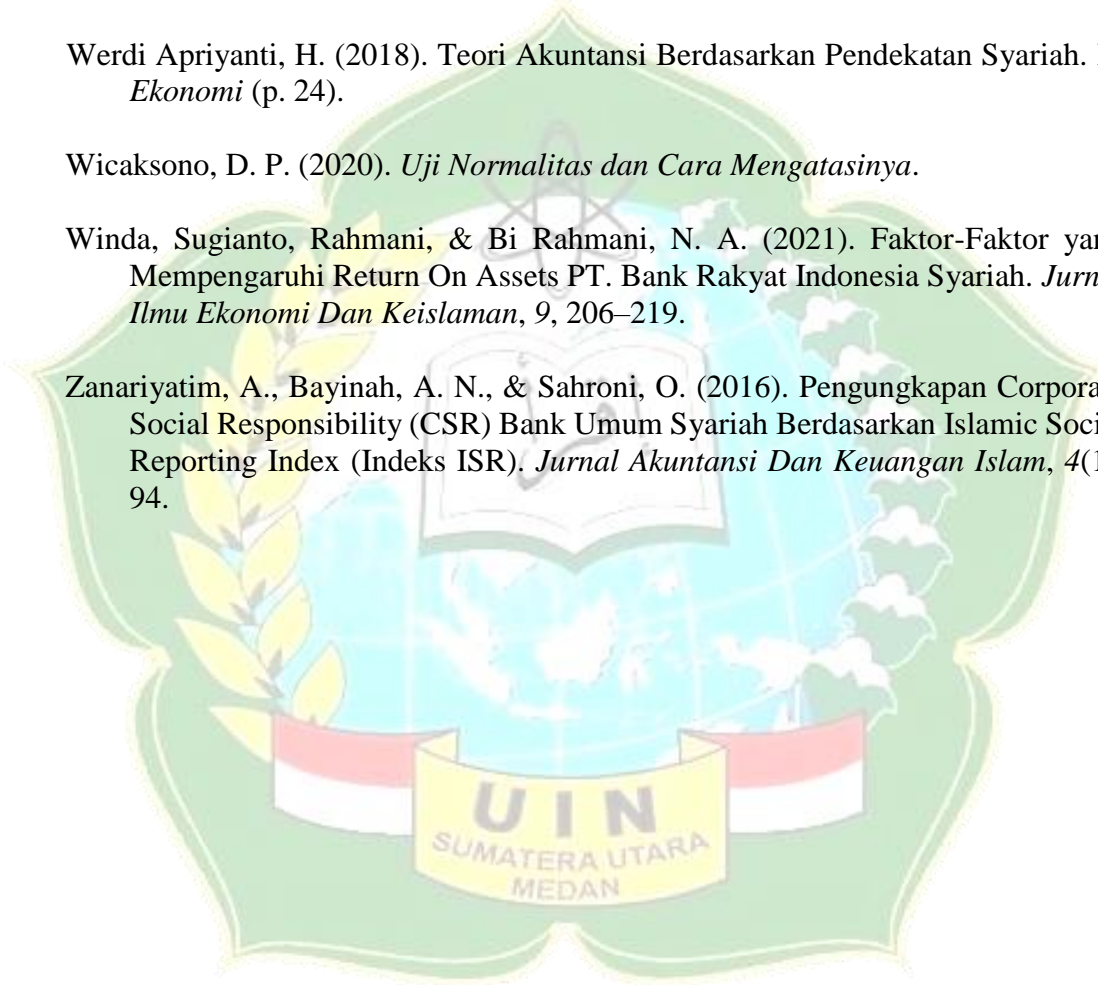 Werdi Apriyanti, H. (2018). Teori Akuntansi Berdasarkan Pendekatan Syariah.
Ekonomi (p. 24).
Wicaksono, D. P. (2020). Uji Normalitas dan Cara Mengatasinya.
Winda, Sugianto, Rahmani, & Bi Rahmani, N. A. (2021). Faktor-Faktor
Mempengaruhi Return On Assets PT. Bank Rakyat Indonesia Syariah.
Ilmu Ekonomi Dan Keislaman, 9, 206–219.
Zanariyatim, A., Bayinah, A. N., & Sahroni, O. (2016). Pengungkapan
Social Responsibility (CSR) Bank Umum Syariah Berdasarkan Islamic
Reporting Index (Indeks ISR). Jurnal Akuntansi Dan Keuangan Islam, 4(1
94.
اقرأ
UIN
SUMATERA UTARA
MEDAN